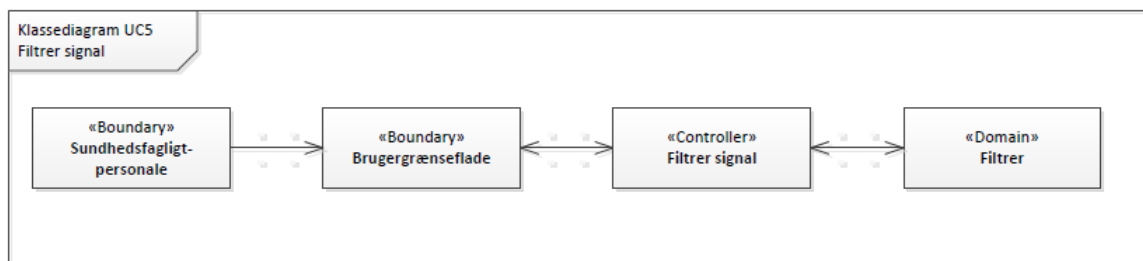 Klassediagram UC5
Filtrer signal
«Boundary»
Sundhedsfagligt-
personale
«Boundary»
Brugergrænseflade
«Controller»
Filtrer signal
«Domain»
Filtrer